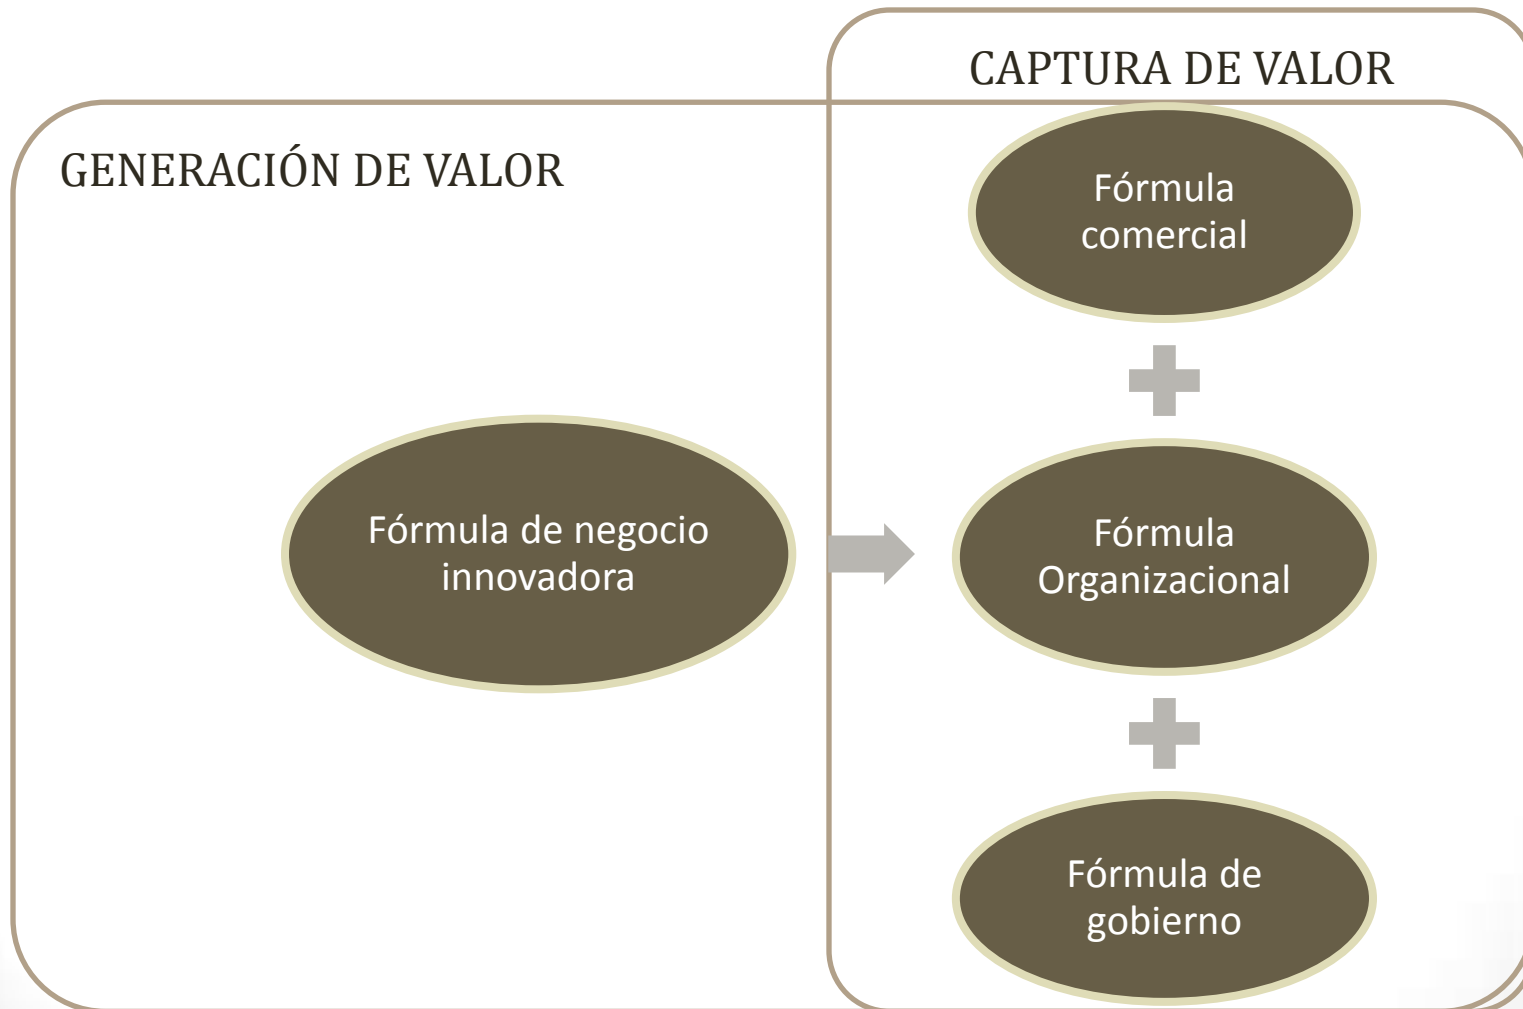 CAPTURA DE VALOR
GENERACIÓN DE VALOR
Fórmula
comercial
Fórmula de negocio
innovadora
Fórmula
Organizacional
Fórmula de
gobierno